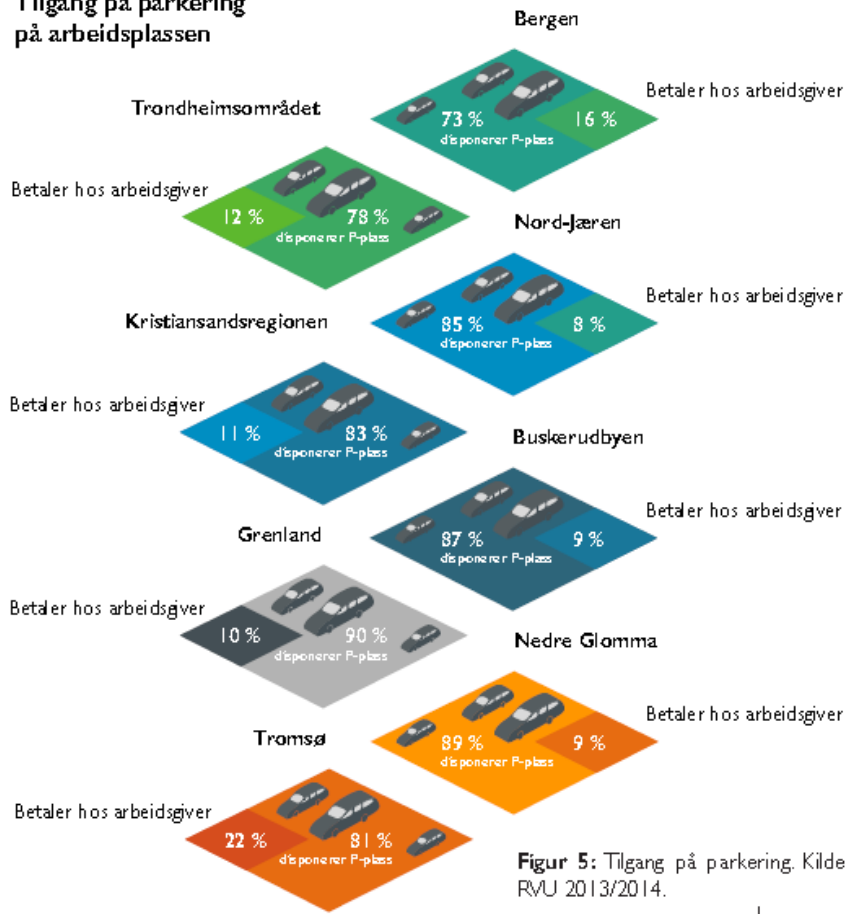 Tilgang på parkering
på arbeidsplassen
Bergen
Betaler hos arbeidsgiver
73 %
disponerer P-plass
16 %
Trondheimsområdet
Betaler hos arbeidsgiver
12 %
78 %
disponerer P-plass
Nord-Jæren
Betaler hos arbeidsgiver
85 %
disponerer P-plass
8 %
Kristiansandsregionen
Betaler hos arbeidsgiver
11 %
83 %
disponerer P-plass
Buskerudbyen
Betaler hos arbeidsgiver
87 %
disponerer P-plass
9 %
Grenland
Betaler hos arbeidsgiver
10 %
90 %
disponerer P-plass
Nedre Glomma
Betaler hos arbeidsgiver
89 %
disponerer P-plass
9 %
Tromsø
Betaler hos arbeidsgiver
22 %
81 %
disponerer P-plass
Figur 5: Tilgang på parkering. Kilde
RVU 2013/2014.